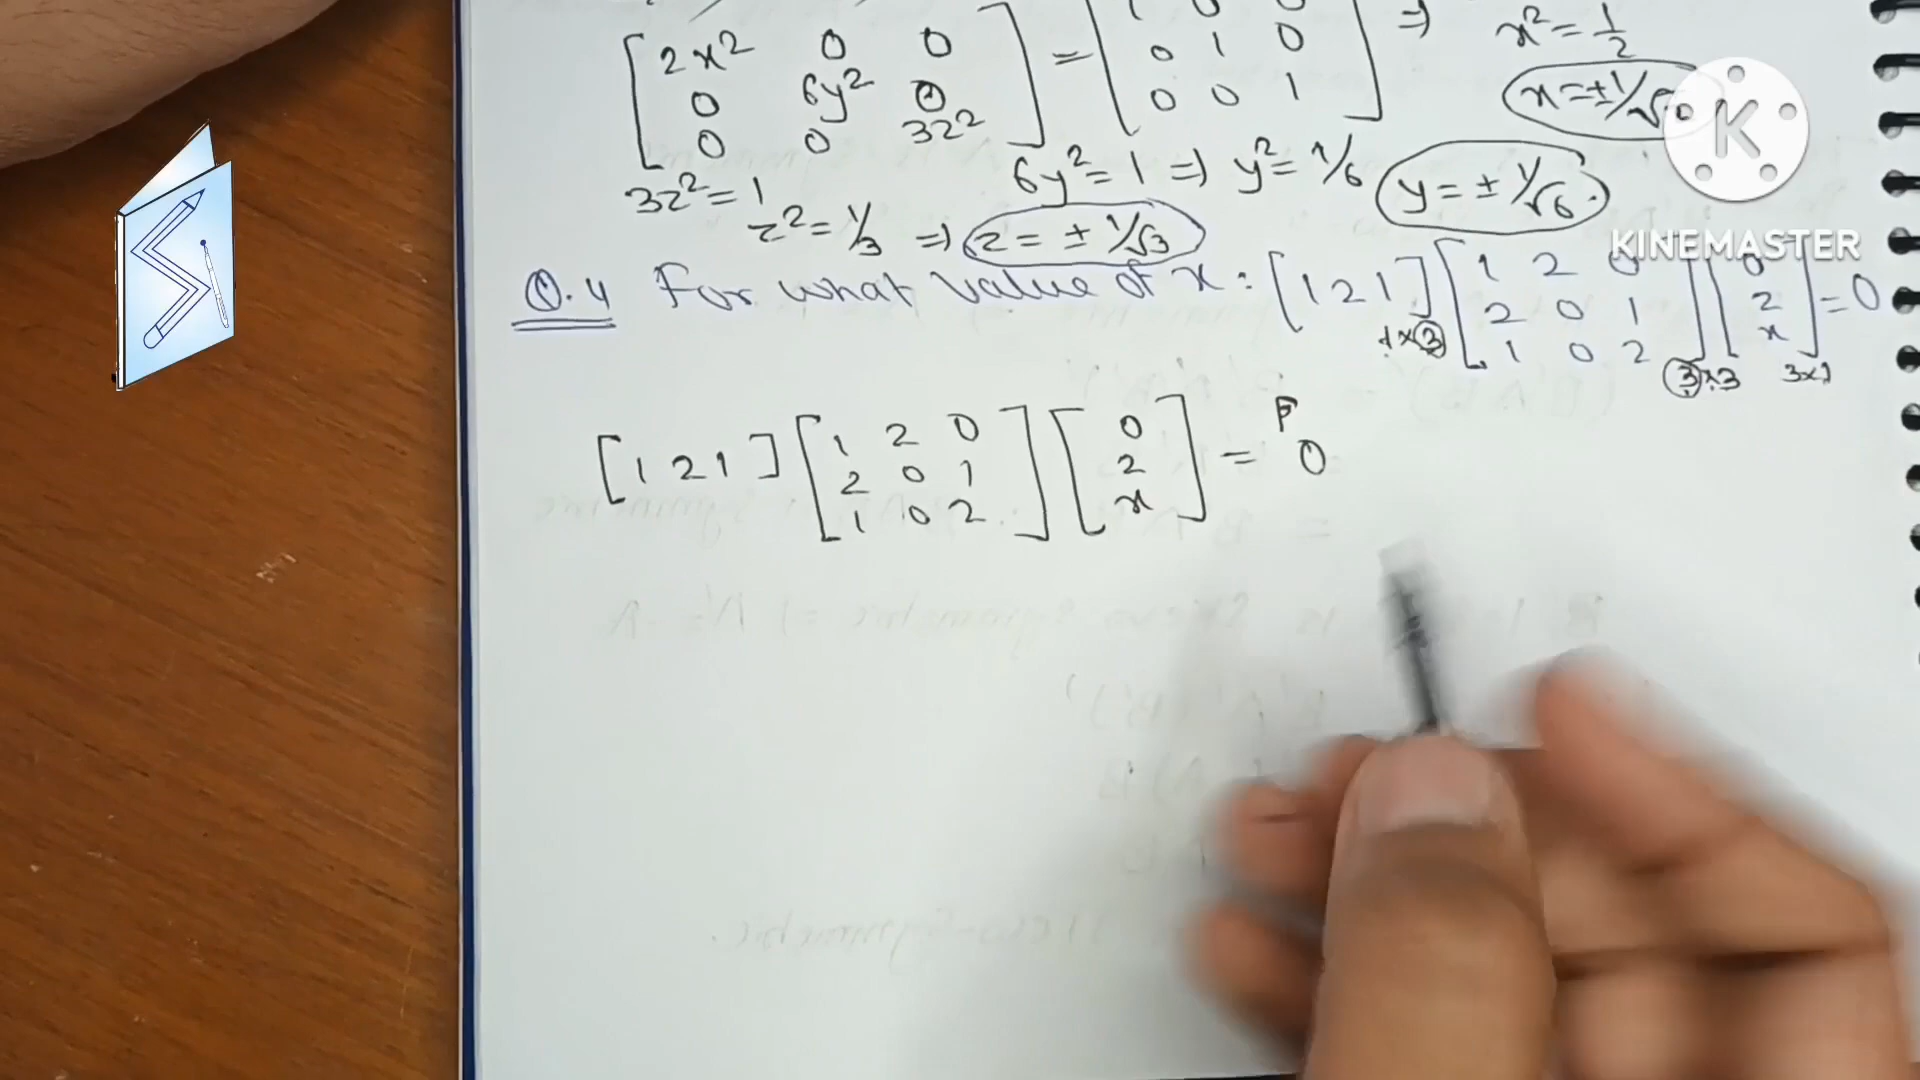 [2x² 0 0
0 6y² 0
0 0 3z²] = [1 0 0
0 1 0
0 0 1] ⇒ x² = 1/2
x = ±1/√
3z² = 1 6y² = 1 ⇒ y² = 1/6 y = ± 1/√6.
z² = 1/3 ⇒ z = ± 1/√3
KINEMASTER
Q.4 For what value of x : [1 2 1]1×3 [1 2 0
2 0 1
1 0 2]3×3 [0
2
x]3×1 = 0
[1 2 1] [1 2 0
2 0 1
1 0 2] [0
2
x] = 0